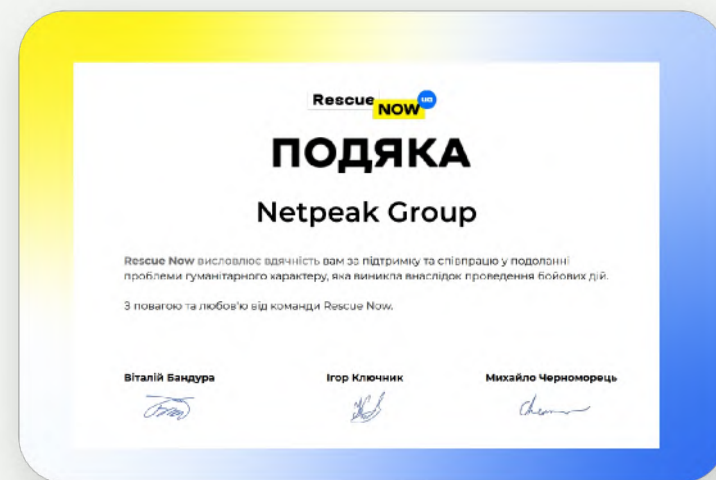 Rescue
NOW ua
ПОДЯКА
Netpeak Group
Rescue Now висловлює вдячність вам за підтримку та співпрацю у подоланні
проблеми гуманітарного характеру, яка виникла внаслідок проведення бойових дій.
З повагою та любов'ю від команди Rescue Now.
Віталій Бандура
Ігор Ключник
Михайло Черноморець